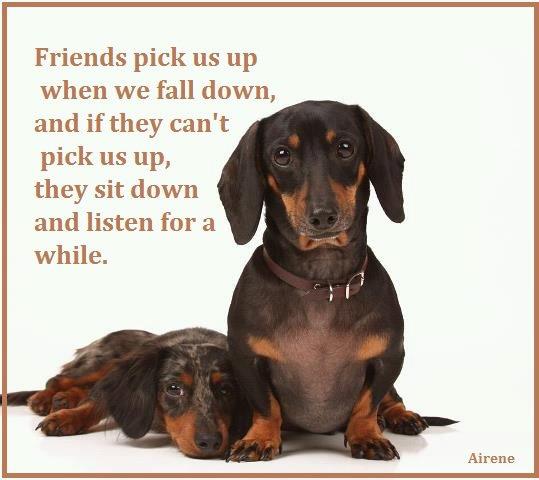 Friends pick us up
when we fall down,
and if they can't
pick us up,
they sit down
and listen for a
while.
Airene